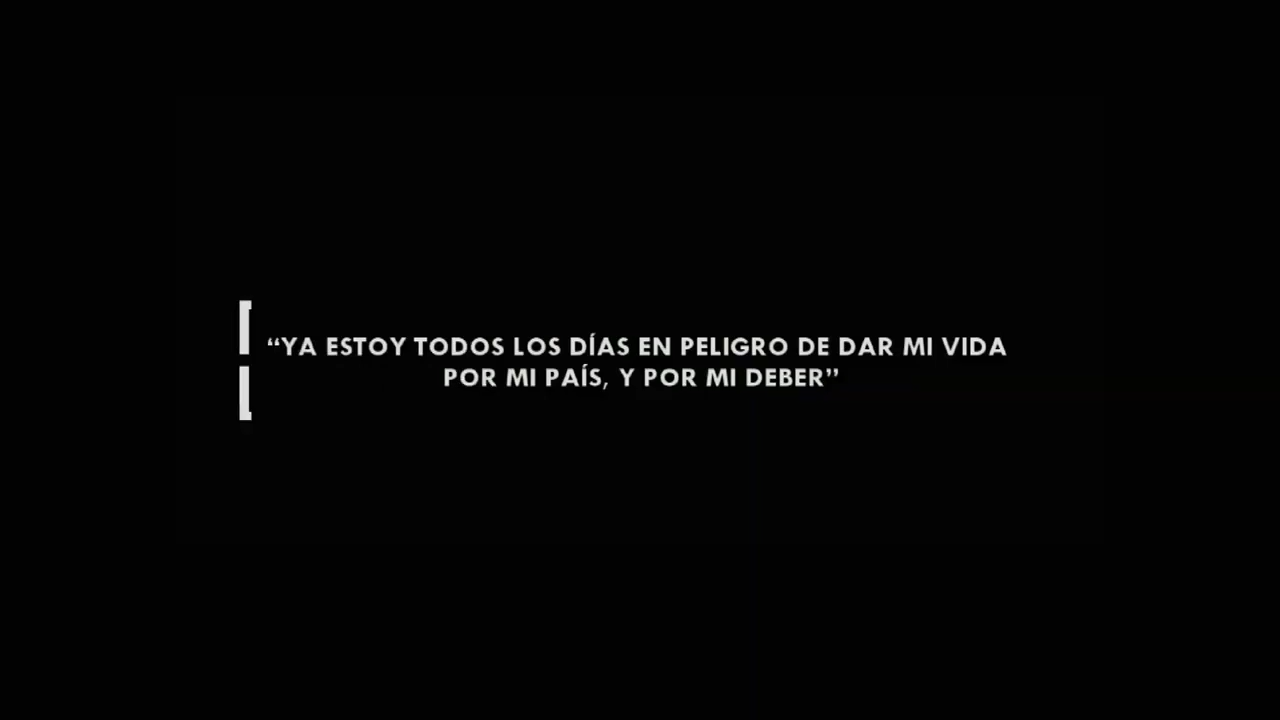 “YA ESTOY TODOS LOS DÍAS EN PELIGRO DE DAR MI VIDA
POR MI PAÍS, Y POR MI DEBER”